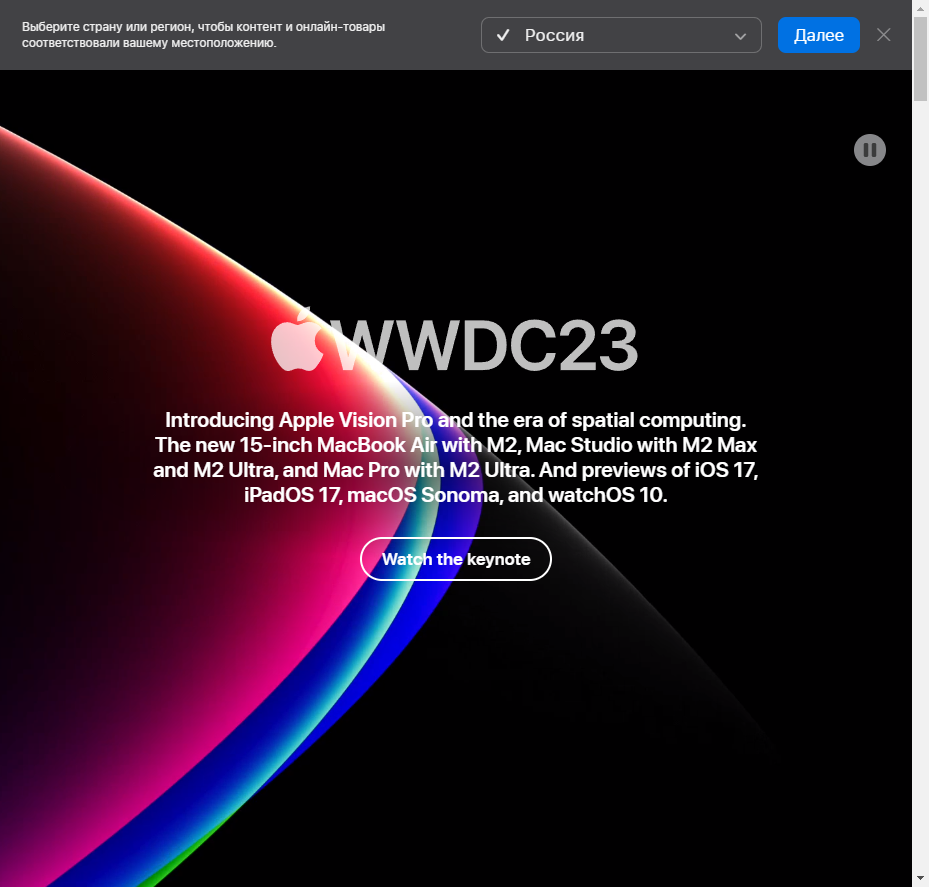 Выберите страну или регион, чтобы контент и онлайн-товары
соответствовали вашему местоположению.
Россия
Далее
WWDC23
Introducing Apple Vision Pro and the era of spatial computing.
The new 15-inch MacBook Air with M2, Mac Studio with M2 Max
and M2 Ultra, and Mac Pro with M2 Ultra. And previews of iOS 17,
iPadOS 17, macOS Sonoma, and watchOS 10.
Watch the keynote